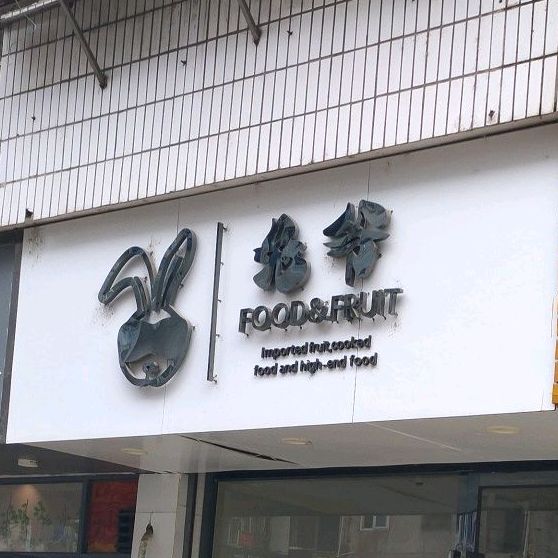 FOOD&FRUIT
Imported fruit,cooked
food and high-end food